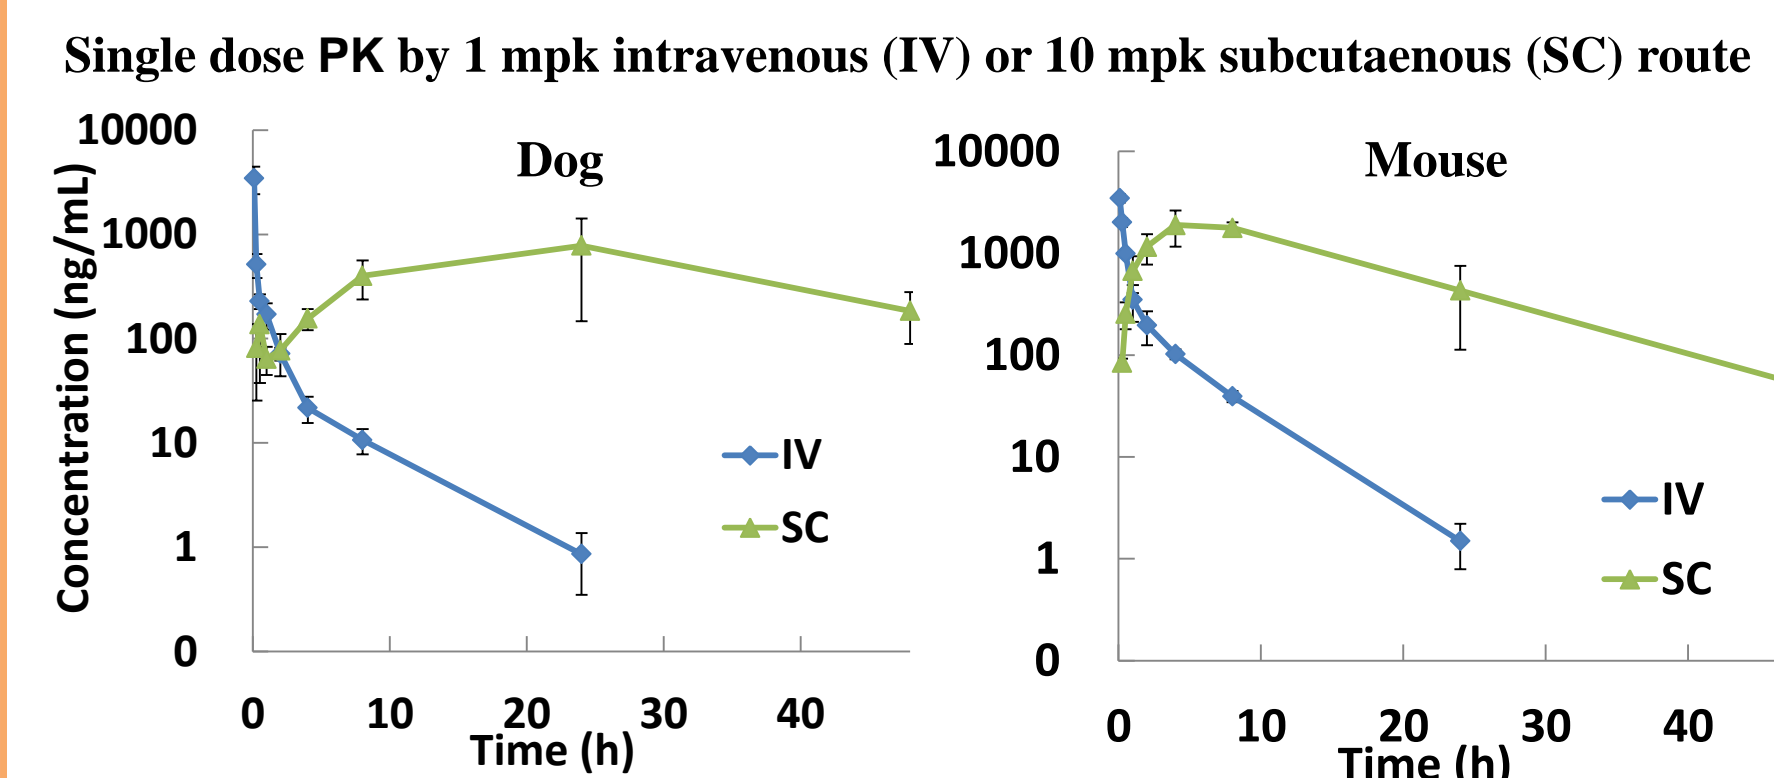 Single dose PK by 1 mpk intravenous (IV) or 10 mpk subcutaenous (SC) route
Dog
Concentration (ng/mL)
10000
1000
100
10
1
0
0 10 20 30 40
Time (h)
IV
SC
Mouse
10000
1000
100
10
1
0
0 10 20 30 40
Time (h)
IV
SC